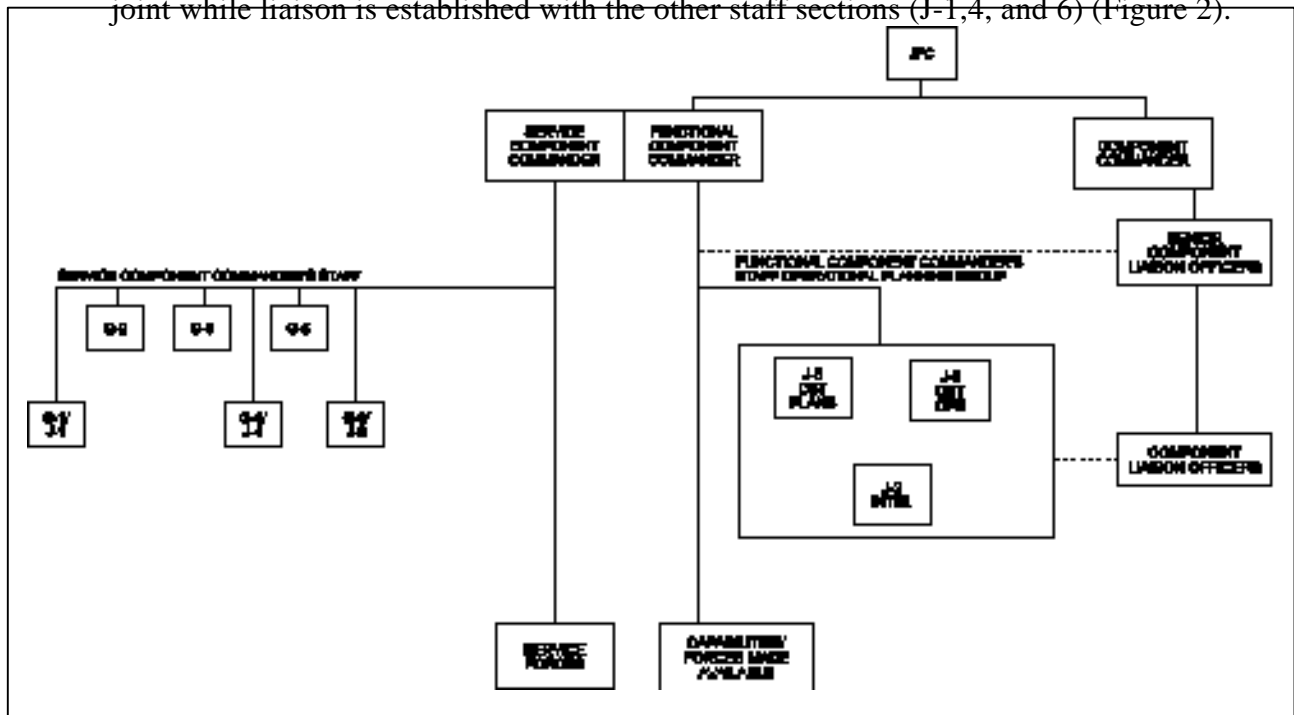 joint while liaison is established with the other staff sections (J-1,4, and 6) (Figure 2).
JFC
SERVICE
COMPONENT
COMMANDER
FUNCTIONAL
COMPONENT
COMMANDER
COMPONENT
COMMANDER
SENIOR
COMPONENT
LIAISON OFFICERS
SERVICE COMPONENT COMMANDER'S STAFF
FUNCTIONAL COMPONENT COMMANDER'S
STAFF OPERATIONAL PLANNING GROUP
PLANS
OPS
J-2
INTEL
COMPONENT
LIAISON OFFICERS
SERVICE
FORCES
CAPABILITIES/
FORCES MADE
AVAILABLE